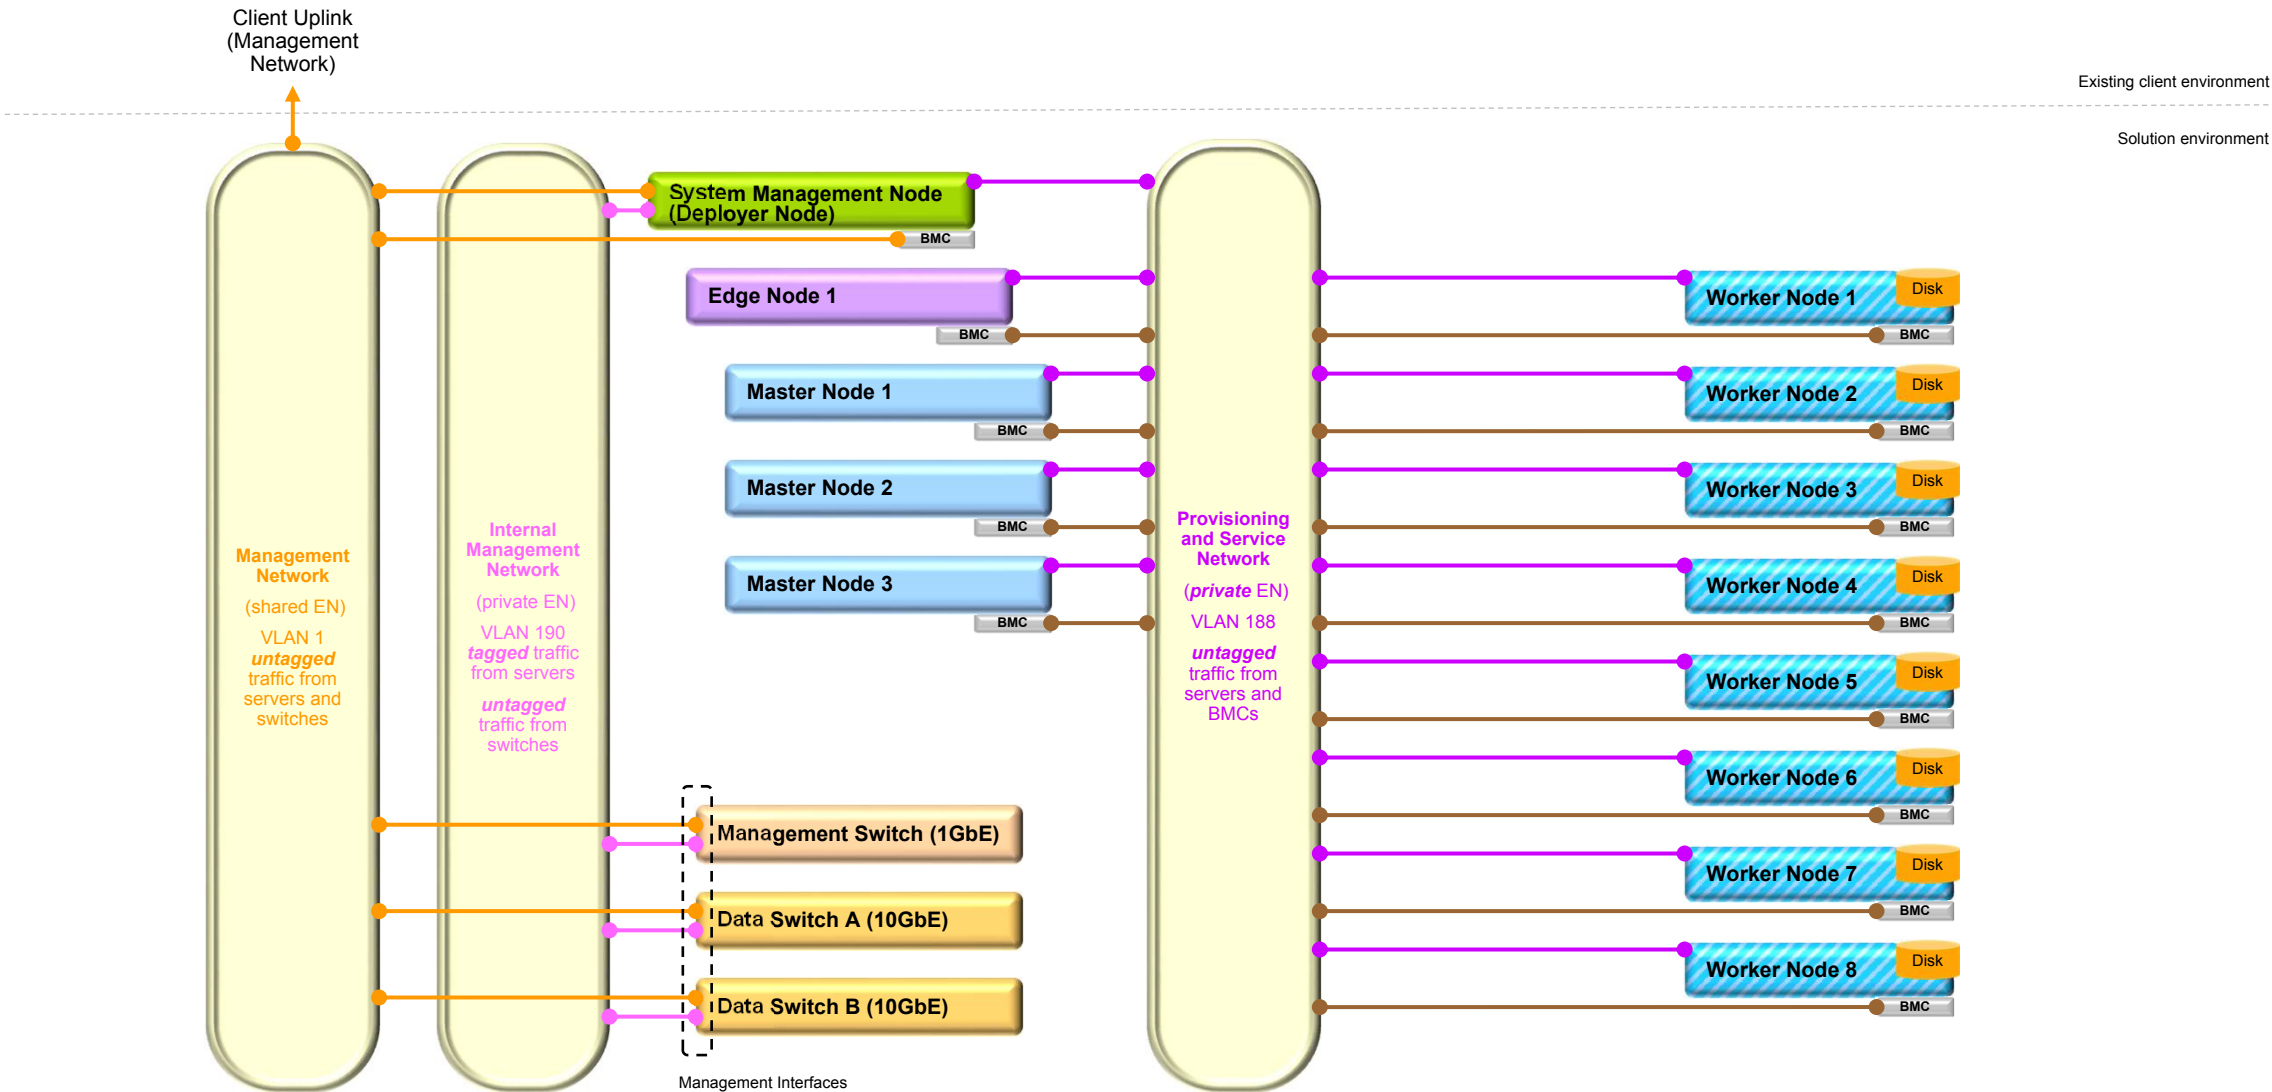 Client Uplink
(Management
Network)
Existing client environment
Solution environment
System Management Node
(Deployer Node)
BMC
Edge Node 1
BMC
Master Node 1
BMC
Master Node 2
BMC
Master Node 3
BMC
Management
Network
(shared EN)
VLAN 1
untagged
traffic from
servers and
switches
Internal
Management
Network
(private EN)
VLAN 190
tagged traffic
from servers
untagged
traffic from
switches
Management Switch (1GbE)
Data Switch A (10GbE)
Data Switch B (10GbE)
Management Interfaces
Provisioning
and Service
Network
(private EN)
VLAN 188
untagged
traffic from
servers and
BMCs
Worker Node 1
Disk
BMC
Worker Node 2
Disk
BMC
Worker Node 3
Disk
BMC
Worker Node 4
Disk
BMC
Worker Node 5
Disk
BMC
Worker Node 6
Disk
BMC
Worker Node 7
Disk
BMC
Worker Node 8
Disk
BMC